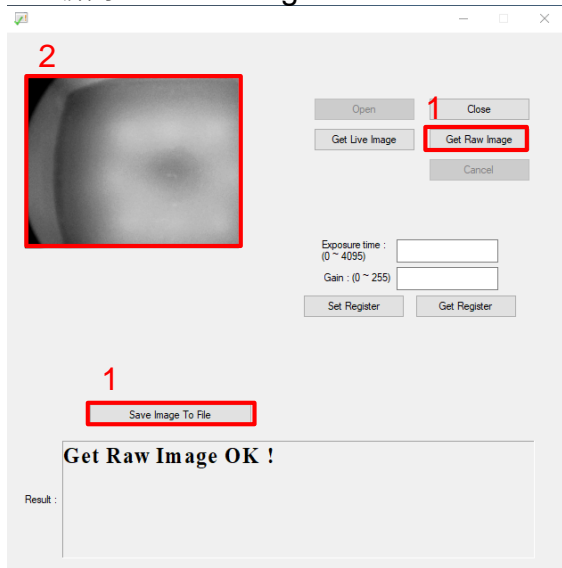 2
Open
1
Close
Get Live Image
Get Raw Image
Cancel
Exposure time :
(0 ~ 4095)
Gain : (0 ~ 255)
Set Register
Get Register
1
Save Image To File
Get Raw Image OK !
Result :